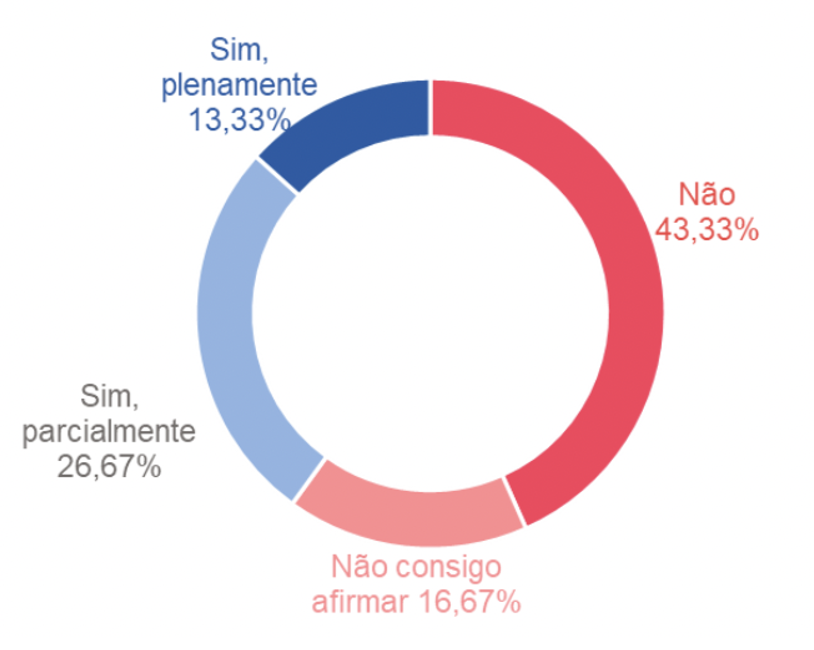 Sim,
plenamente
13,33%
Não
43,33%
Sim,
parcialmente
26,67%
Não consigo
afirmar 16,67%